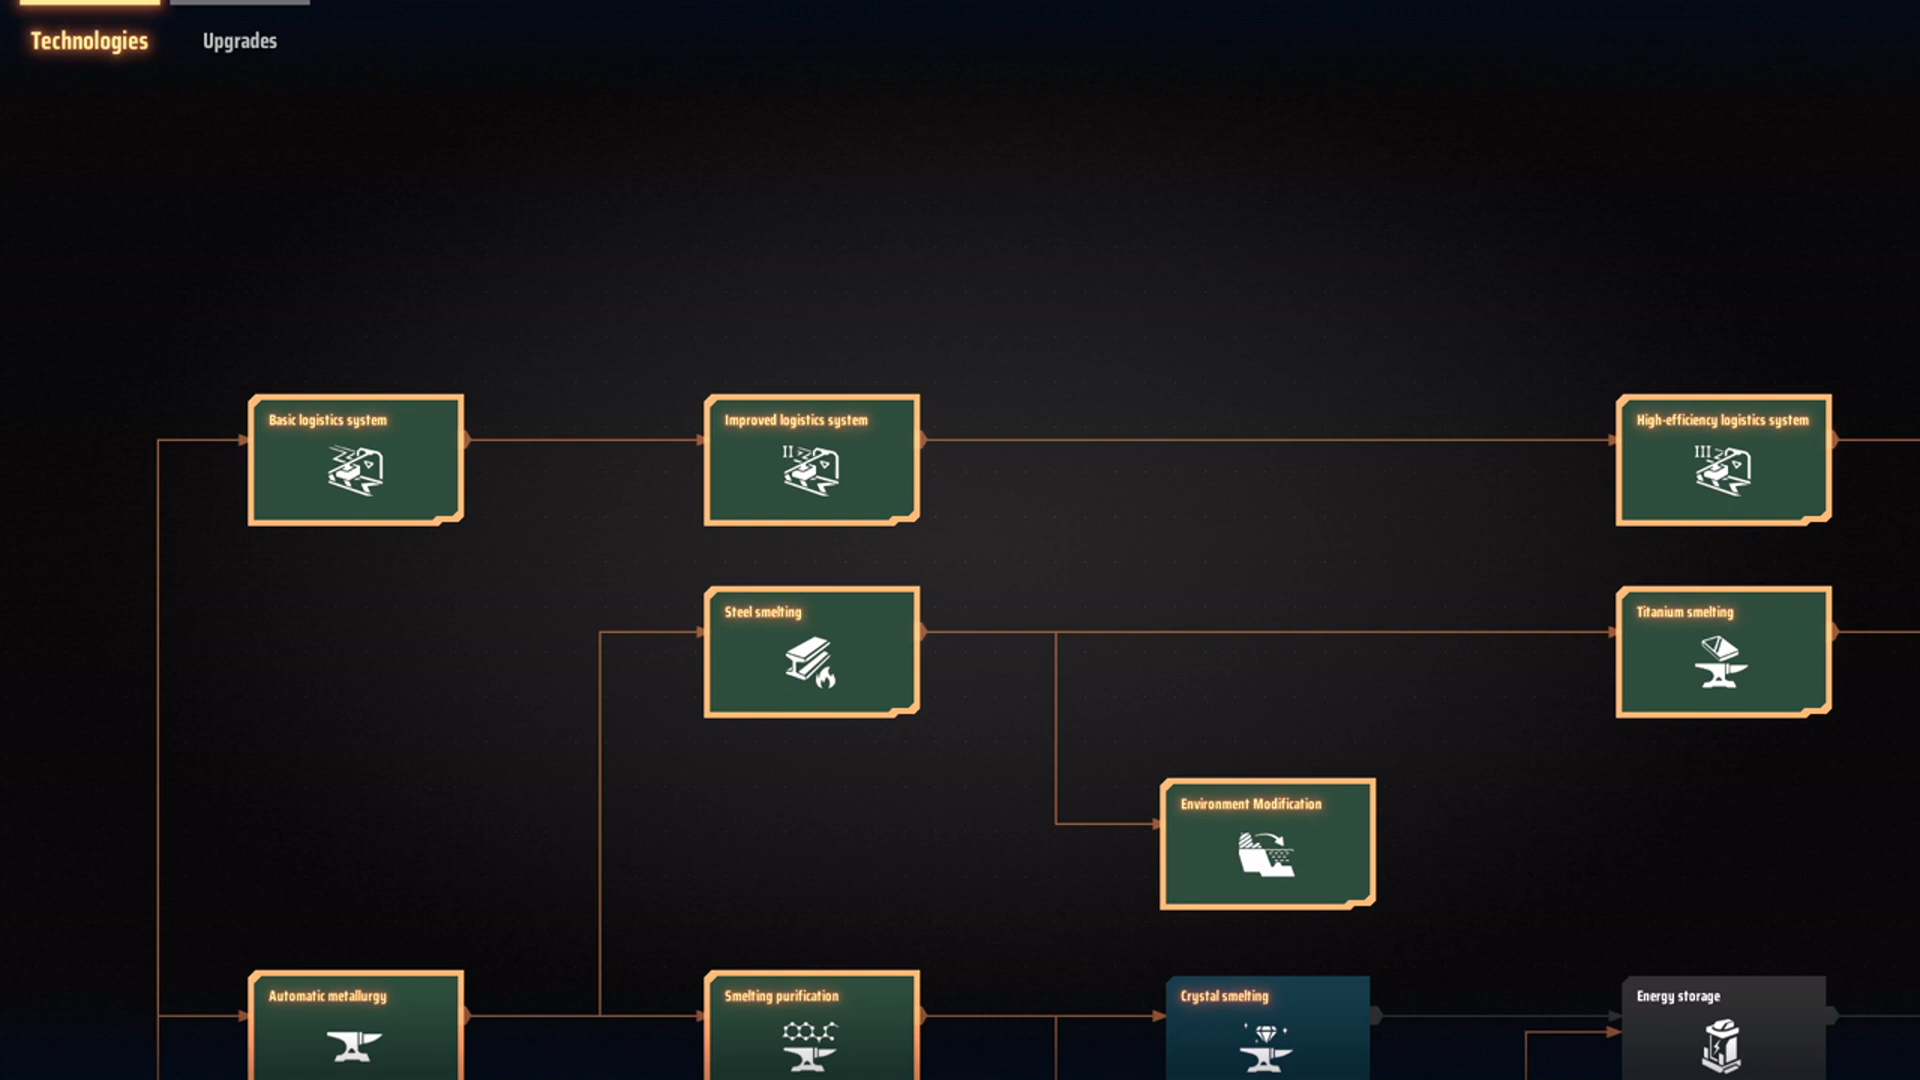 Technologies
Upgrades
Basic logistics system
Improved logistics system
II
High-efficiency logistics system
III
Steel smelting
Titanium smelting
Environment Modification
Automatic metallurgy
Smelting purification
Crystal smelting
Energy storage